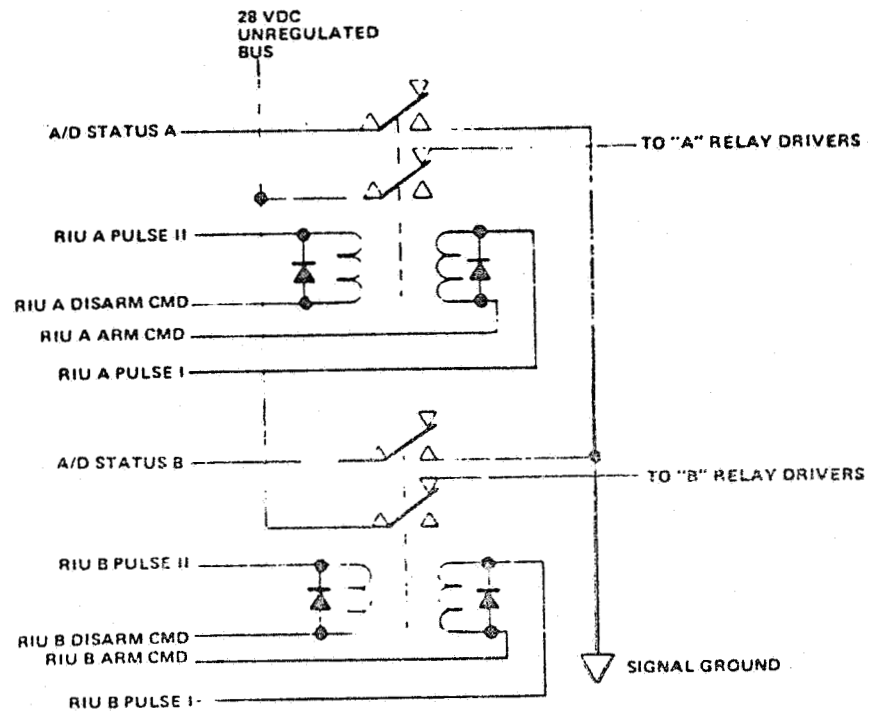 28 VDC
UNREGULATED
BUS
A/D STATUS A
TO "A" RELAY DRIVERS
RIU A PULSE II
RIU A DISARM CMD
RIU A ARM CMD
RIU A PULSE I
A/D STATUS B
TO "B" RELAY DRIVERS
RIU B PULSE II
RIU B DISARM CMD
RIU B ARM CMD
SIGNAL GROUND
RIU B PULSE I